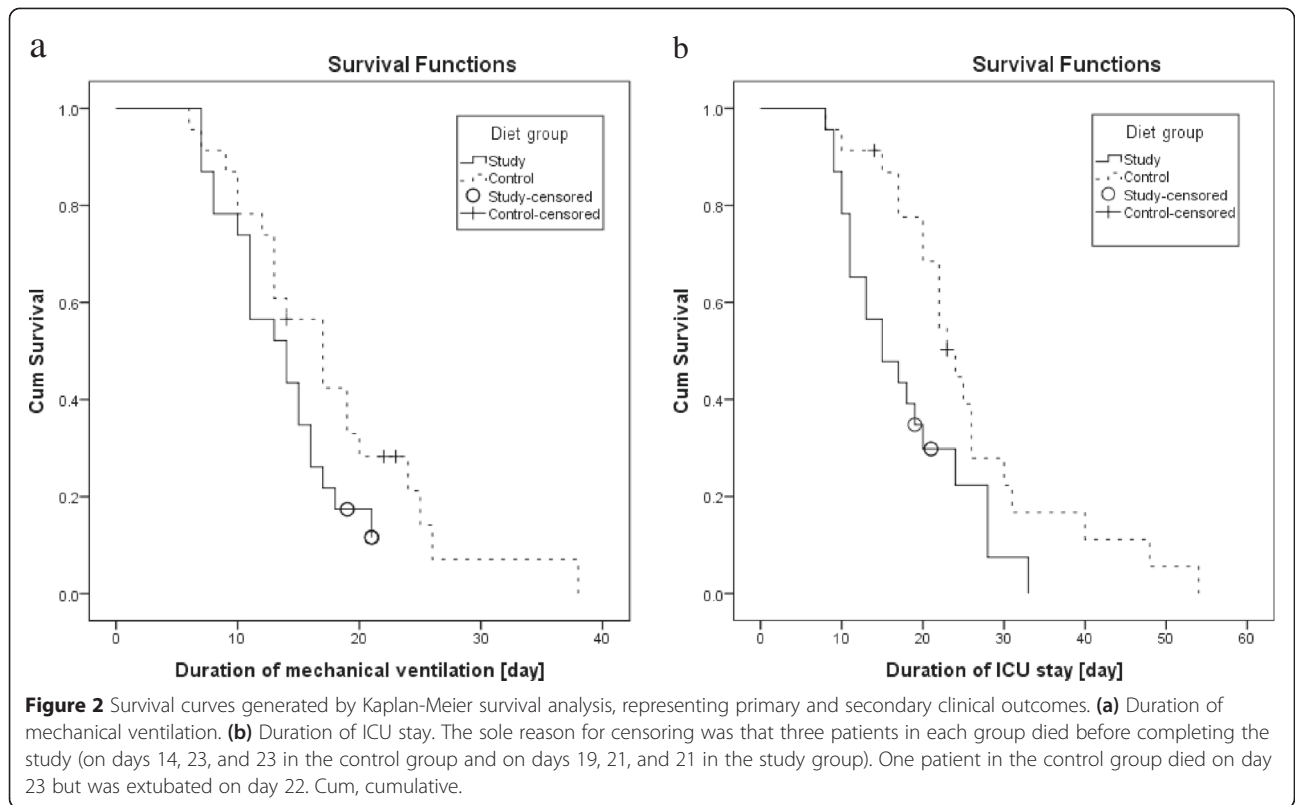 a
Survival Functions
1.0
0.8
0.6
0.4
0.2
0.0
Cum Survival
Diet group
Study
Control
Study-censored
Control-censored
0 10 20 30 40
Duration of mechanical ventilation [day]
b
Survival Functions
1.0
0.8
0.6
0.4
0.2
0.0
Cum Survival
Diet group
Study
Control
Study-censored
Control-censored
0 10 20 30 40 50 60
Duration of ICU stay [day]
Figure 2 Survival curves generated by Kaplan-Meier survival analysis, representing primary and secondary clinical outcomes. (a) Duration of
mechanical ventilation. (b) Duration of ICU stay. The sole reason for censoring was that three patients in each group died before completing the
study (on days 14, 23, and 23 in the control group and on days 19, 21, and 21 in the study group). One patient in the control group died on day
23 but was extubated on day 22. Cum, cumulative.